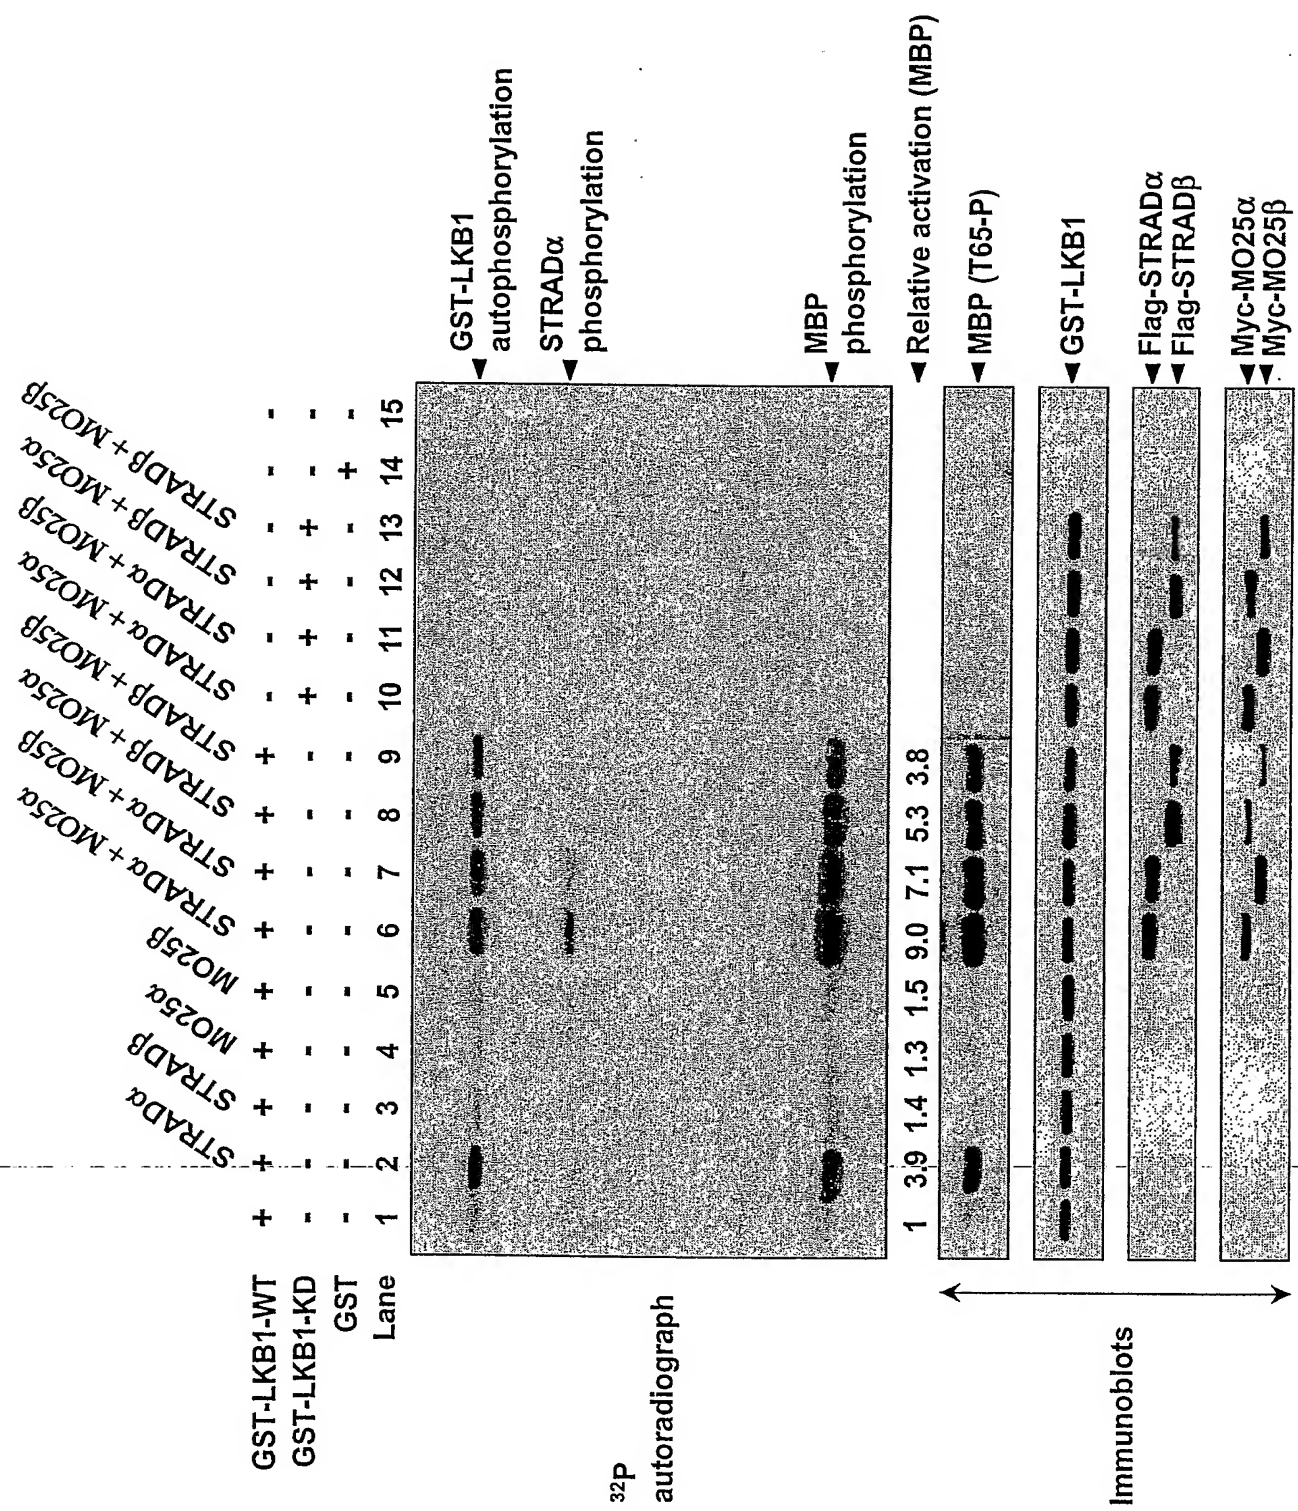 STRADα
STRADβ
MO25α
MO25β
STRADα + MO25α
STRADα + MO25β
STRADβ + MO25α
STRADβ + MO25β
STRADα + MO25α
STRADα + MO25β
STRADβ + MO25α
STRADβ + MO25β
GST-LKB1-WT + + + + + + + + + - - - - - -
GST-LKB1-KD - - - - - - - - - + + + + - -
GST - - - - - - - - - - - - - + -
Lane 1 2 3 4 5 6 7 8 9 10 11 12 13 14 15
GST-LKB1
autophosphorylation
STRADα
phosphorylation
32P
autoradiograph
MBP
phosphorylation
1 3.9 1.4 1.3 1.5 9.0 7.1 5.3 3.8 Relative activation (MBP)
MBP (T65-P)
GST-LKB1
Immunoblots
Flag-STRADα
Flag-STRADβ
Myc-MO25α
Myc-MO25β